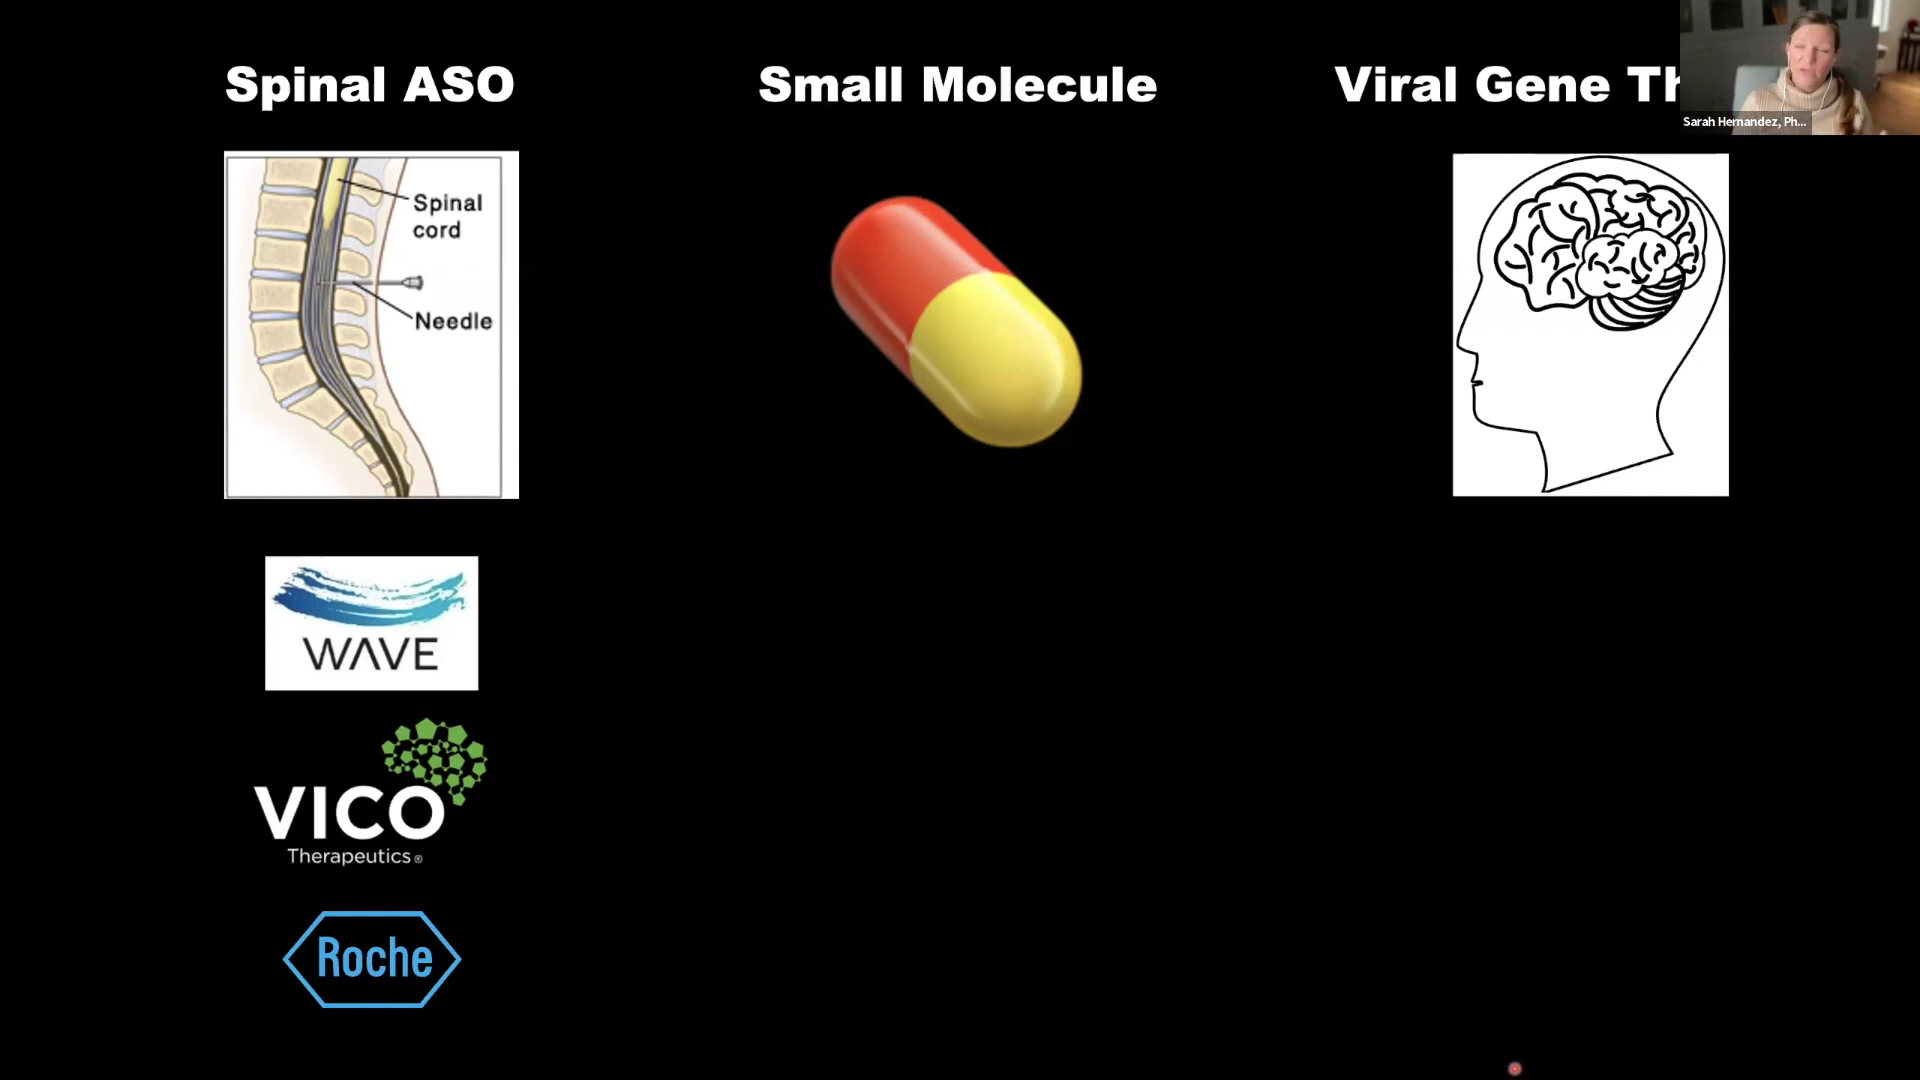 Spinal ASO
Small Molecule
Viral Gene Th
Sarah Hernandez, Ph...
Spinal
cord
Needle
WAVE
VICO
Therapeutics®
Roche